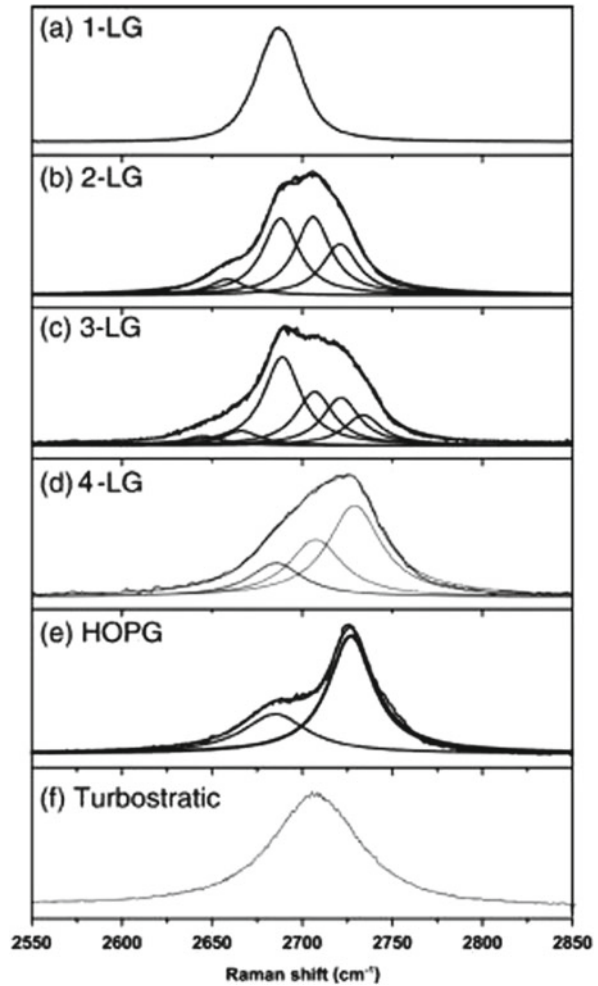 (a) 1-LG
(b) 2-LG
(c) 3-LG
(d) 4-LG
(e) HOPG
(f) Turbostratic
2550 2600 2650 2700 2750 2800 2850
Raman shift (cm⁻¹)